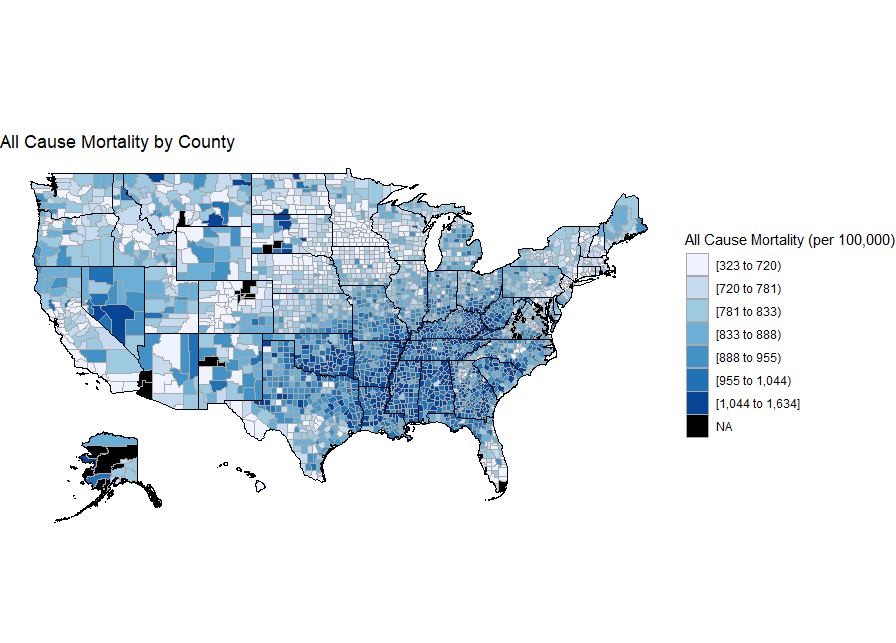 All Cause Mortality by County
All Cause Mortality (per 100,000)
[323 to 720)
[720 to 781)
[781 to 833)
[833 to 888)
[888 to 955)
[955 to 1,044)
[1,044 to 1,634]
NA